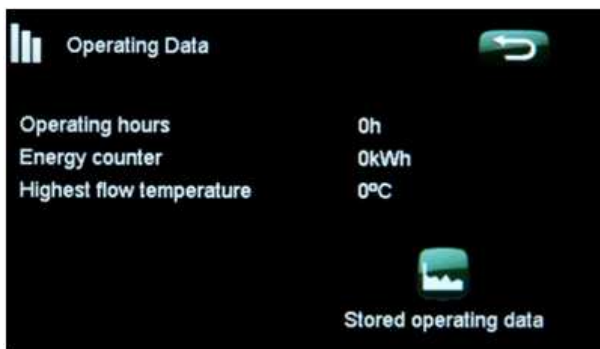 Operating Data
Operating hours 0h
Energy counter 0kWh
Highest flow temperature 0ºC
Stored operating data